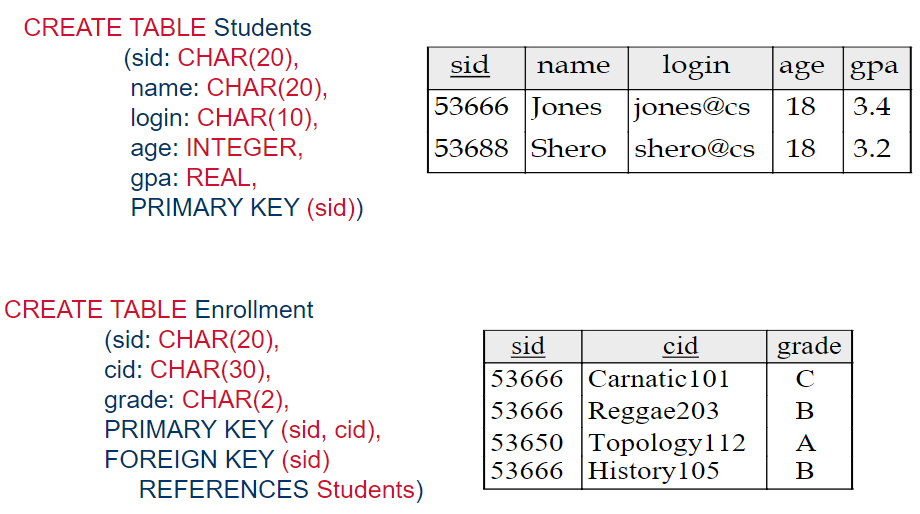 CREATE TABLE Students
(sid: CHAR(20),
name: CHAR(20),
login: CHAR(10),
age: INTEGER,
gpa: REAL,
PRIMARY KEY (sid))
sid name login age gpa
53666 Jones jones@cs 18 3.4
53688 Shero shero@cs 18 3.2
CREATE TABLE Enrollment
(sid: CHAR(20),
cid: CHAR(30),
grade: CHAR(2),
PRIMARY KEY (sid, cid),
FOREIGN KEY (sid)
REFERENCES Students)
sid cid grade
53666 Carnatic101 C
53666 Reggae203 B
53650 Topology112 A
53666 History105 B